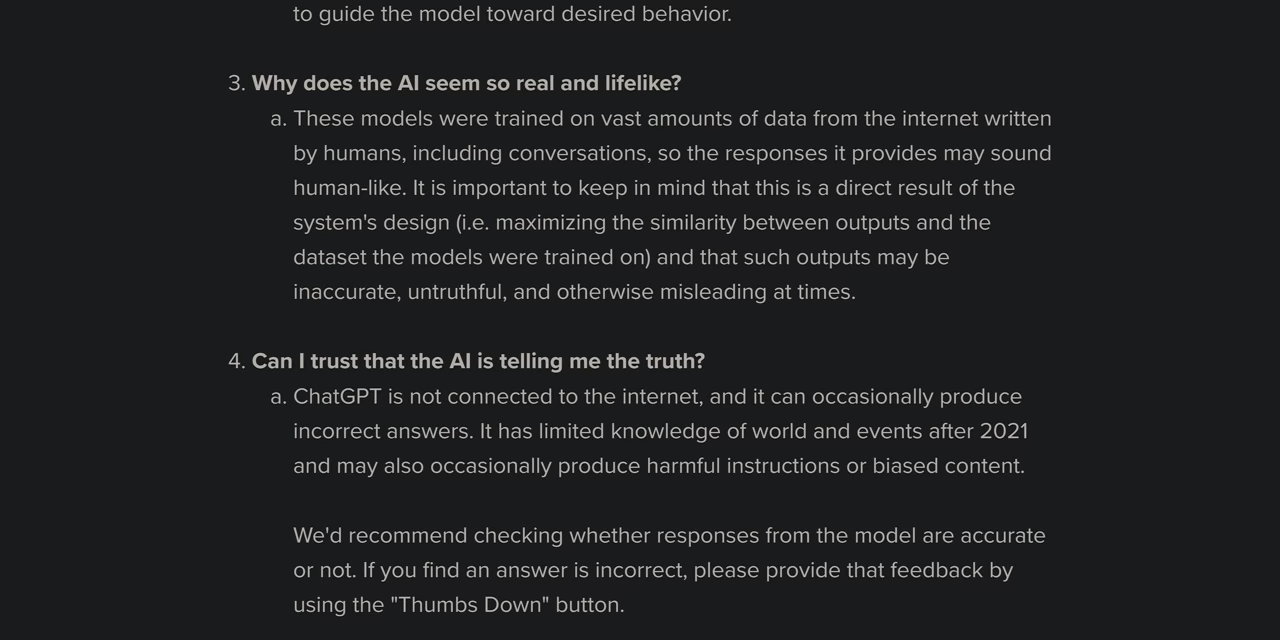 to guide the model toward desired behavior.
3. Why does the AI seem so real and lifelike?
a. These models were trained on vast amounts of data from the internet written
by humans, including conversations, so the responses it provides may sound
human-like. It is important to keep in mind that this is a direct result of the
system's design (i.e. maximizing the similarity between outputs and the
dataset the models were trained on) and that such outputs may be
inaccurate, untruthful, and otherwise misleading at times.
4. Can I trust that the AI is telling me the truth?
a. ChatGPT is not connected to the internet, and it can occasionally produce
incorrect answers. It has limited knowledge of world and events after 2021
and may also occasionally produce harmful instructions or biased content.
We'd recommend checking whether responses from the model are accurate
or not. If you find an answer is incorrect, please provide that feedback by
using the "Thumbs Down" button.